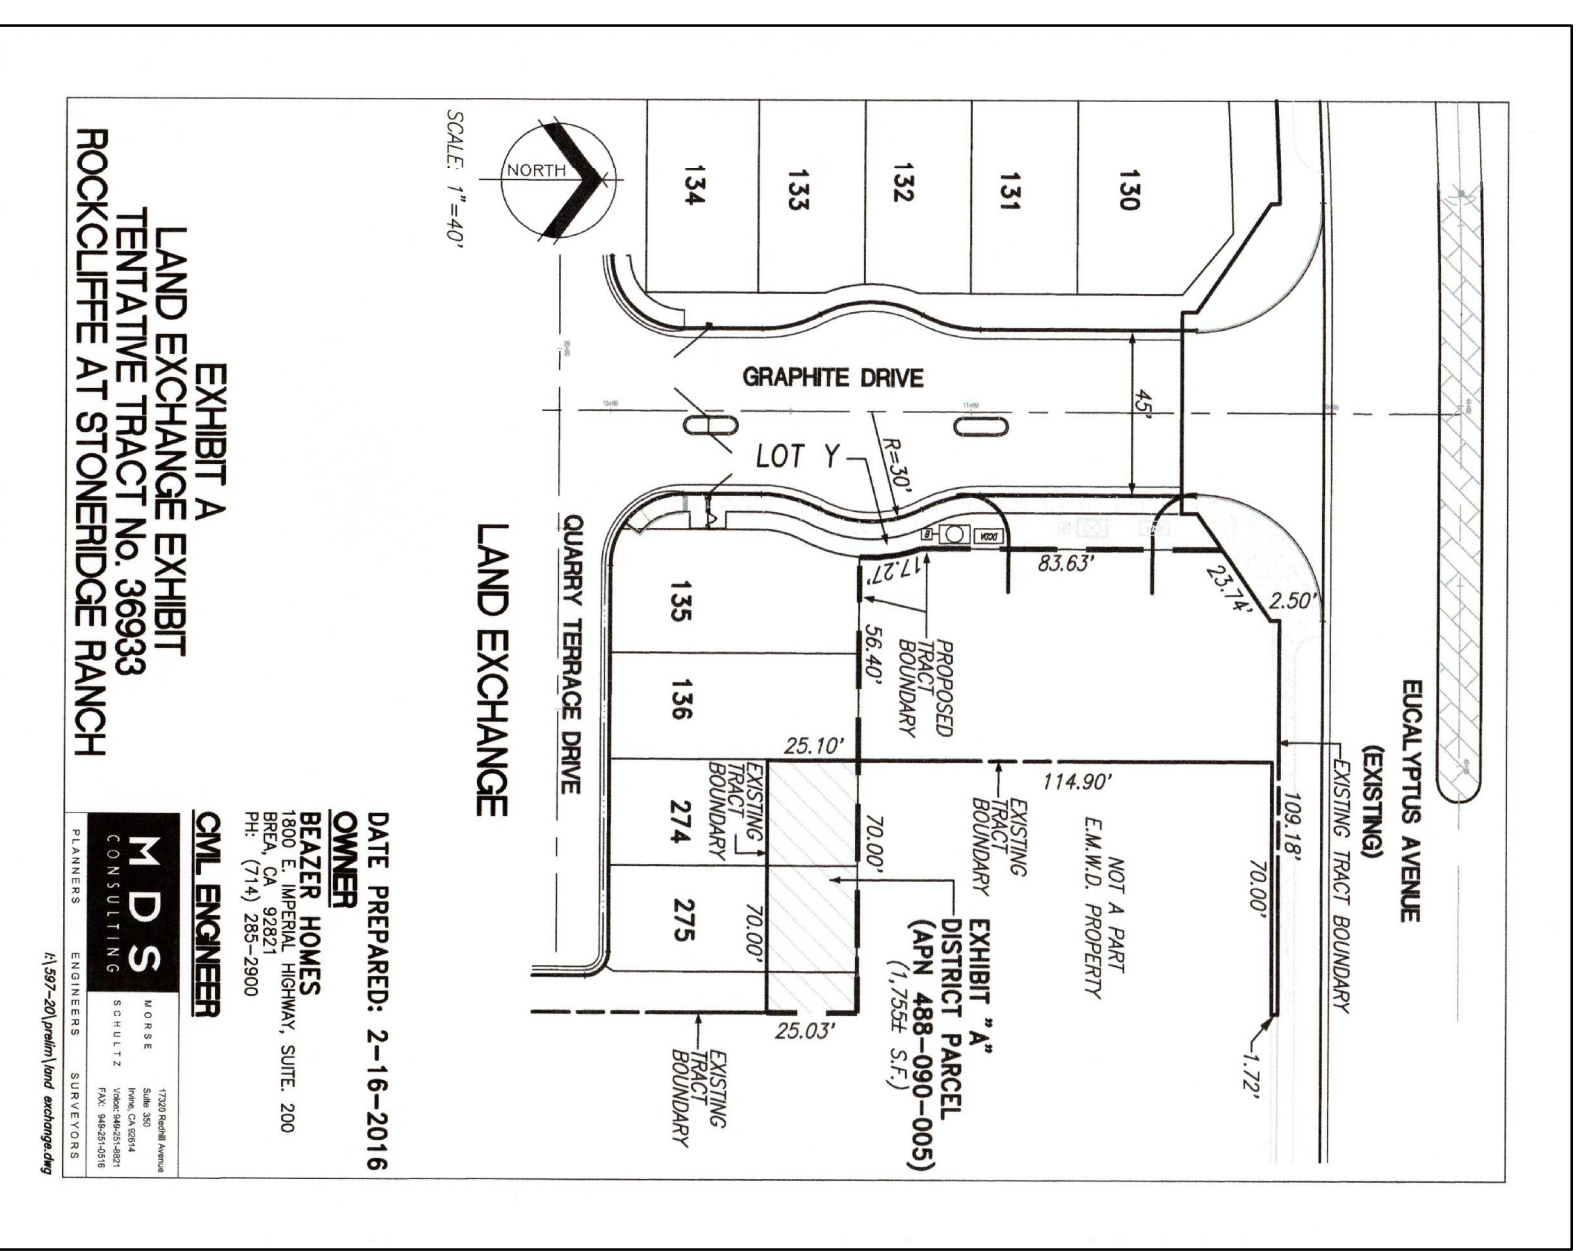 EUCALYPTUS AVENUE
(EXISTING)
EXISTING TRACT BOUNDARY
109.18'
70.00'
1.72'
2.50'
23.74'
130
131
132
133
134
NORTH
SCALE: 1"=40'
45'
GRAPHITE DRIVE
R=30'
LOT Y
DCDA
83.63'
17.27'
PROPOSED
TRACT
BOUNDARY
56.40'
114.90'
EXISTING
TRACT
BOUNDARY
NOT A PART
E.M.W.D. PROPERTY
25.10'
70.00'
EXHIBIT "A"
DISTRICT PARCEL
(APN 488-090-005)
(1,755± S.F.)
EXISTING
TRACT
BOUNDARY
70.00'
25.03'
EXISTING
TRACT
BOUNDARY
135
136
274
275
QUARRY TERRACE DRIVE
LAND EXCHANGE
EXHIBIT A
LAND EXCHANGE EXHIBIT
TENTATIVE TRACT No. 36933
ROCKCLIFFE AT STONERIDGE RANCH
DATE PREPARED: 2-16-2016
OWNER
BEAZER HOMES
1800 E. IMPERIAL HIGHWAY, SUITE. 200
BREA, CA 92821
PH: (714) 285-2900
CIVIL ENGINEER
MDS
CONSULTING
MORSE
SCHULTZ
17320 Redhill Avenue
Suite 350
Irvine, CA 92614
Voice: 949-251-8821
FAX: 949-251-0516
PLANNERS ENGINEERS SURVEYORS
I:\597-20\prelim\land exchange.dwg